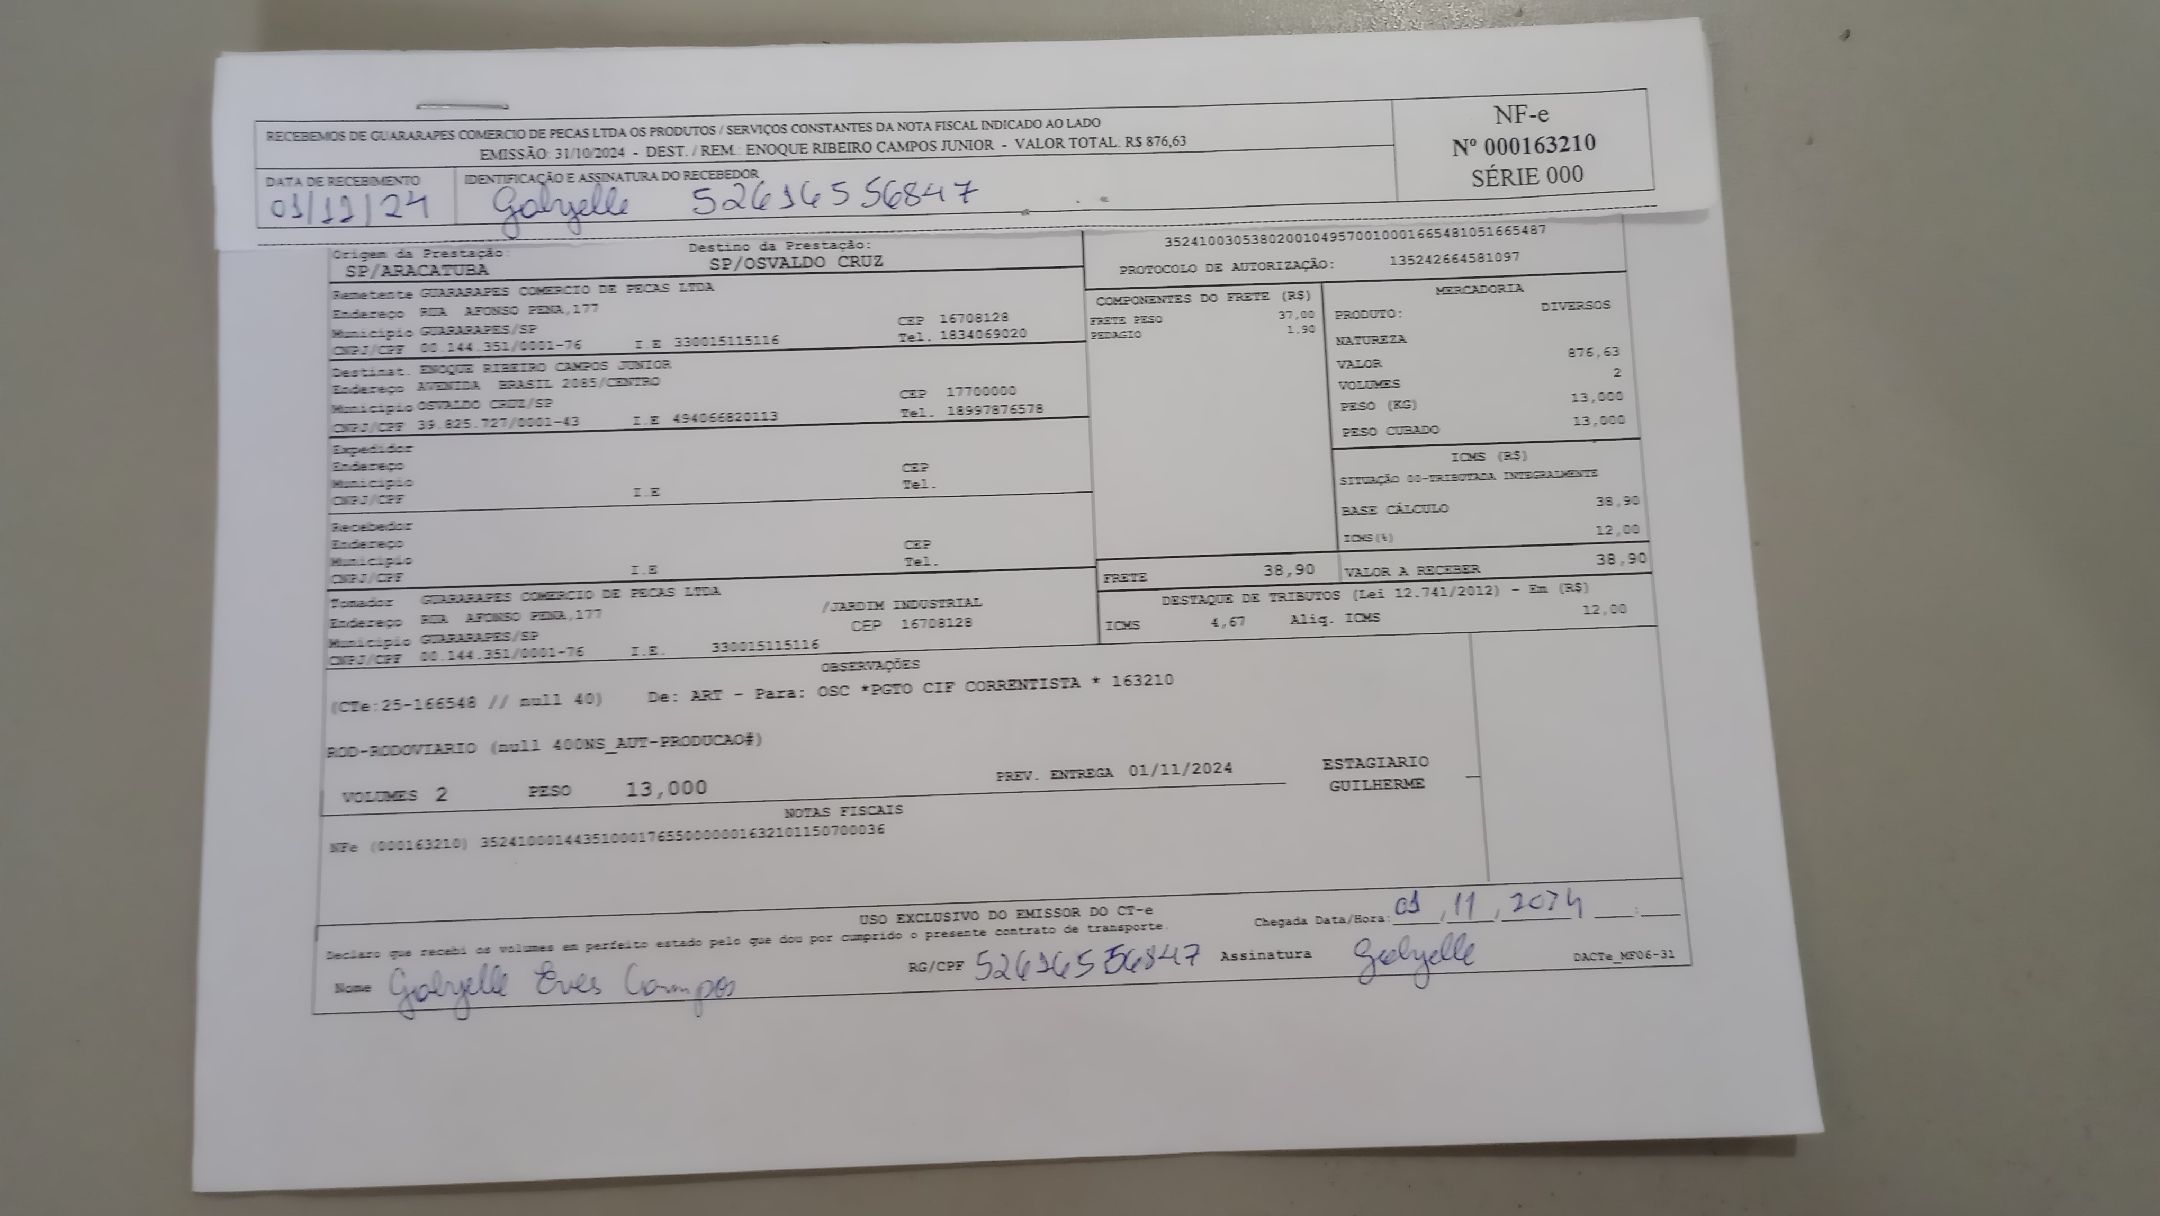 RECEBEMOS DE GUARARAPES COMERCIO DE PECAS LTDA OS PRODUTOS / SERVIÇOS CONSTANTES DA NOTA FISCAL INDICADO AO LADO
EMISSÃO: 31/10/2024 - DEST. / REM.: ENOQUE RIBEIRO CAMPOS JUNIOR - VALOR TOTAL: R$ 876,63
NF-e
Nº 000163210
SÉRIE 000
DATA DE RECEBIMENTO
01/11/24
IDENTIFICAÇÃO E ASSINATURA DO RECEBEDOR
Gabyelle 52616556847
Origem da Prestação:
SP/ARACATUBA
Destino da Prestação:
SP/OSVALDO CRUZ
35241003053802001049570010001665481051665487
PROTOCOLO DE AUTORIZAÇÃO: 135242664581097
Remetente GUARARAPES COMERCIO DE PECAS LTDA
Endereço RUA AFONSO PENA,177
Município GUARARAPES/SP CEP 16708128
CNPJ/CPF 00.144.351/0001-76 I.E 330015115116 Tel. 1834069020
Destinat. ENOQUE RIBEIRO CAMPOS JUNIOR
Endereço AVENIDA BRASIL 2085/CENTRO
Município OSVALDO CRUZ/SP CEP 17700000
CNPJ/CPF 39.825.727/0001-43 I.E 494066820113 Tel. 18997876578
Expedidor
Endereço
Município CEP
CNPJ/CPF I.E Tel.
Recebedor
Endereço
Município CEP
CNPJ/CPF I.E Tel.
Tomador GUARARAPES COMERCIO DE PECAS LTDA
Endereço RUA AFONSO PENA,177 /JARDIM INDUSTRIAL
Município GUARARAPES/SP CEP 16708128
CNPJ/CPF 00.144.351/0001-76 I.E. 330015115116
COMPONENTES DO FRETE (R$)
FRETE PESO 37,00
PEDAGIO 1,90
MERCADORIA
PRODUTO: DIVERSOS
NATUREZA
VALOR 876,63
VOLUMES 2
PESO (KG) 13,000
PESO CUBADO 13,000
ICMS (R$)
SITUAÇÃO 00-TRIBUTADA INTEGRALMENTE
BASE CÁLCULO 38,90
ICMS(%) 12,00
FRETE 38,90
VALOR A RECEBER 38,90
DESTAQUE DE TRIBUTOS (Lei 12.741/2012) - Em (R$)
ICMS 4,67 Aliq. ICMS 12,00
OBSERVAÇÕES
(CTe:25-166548 // null 40) De: ART - Para: OSC *PGTO CIF CORRENTISTA * 163210
ROD-RODOVIARIO (null 400NS_AUT-PRODUCAO#)
VOLUMES 2 PESO 13,000 PREV. ENTREGA 01/11/2024
ESTAGIARIO
GUILHERME
NOTAS FISCAIS
NFe (000163210) 35241000144351000176550000001632101150700036
USO EXCLUSIVO DO EMISSOR DO CT-e
Declaro que recebi os volumes em perfeito estado pelo que dou por cumprido o presente contrato de transporte.
Chegada Data/Hora: 01/11/2024 :
Nome Gabyelle Eves Campos RG/CPF 52616556847 Assinatura Gabyelle
DACTe_MF06-31